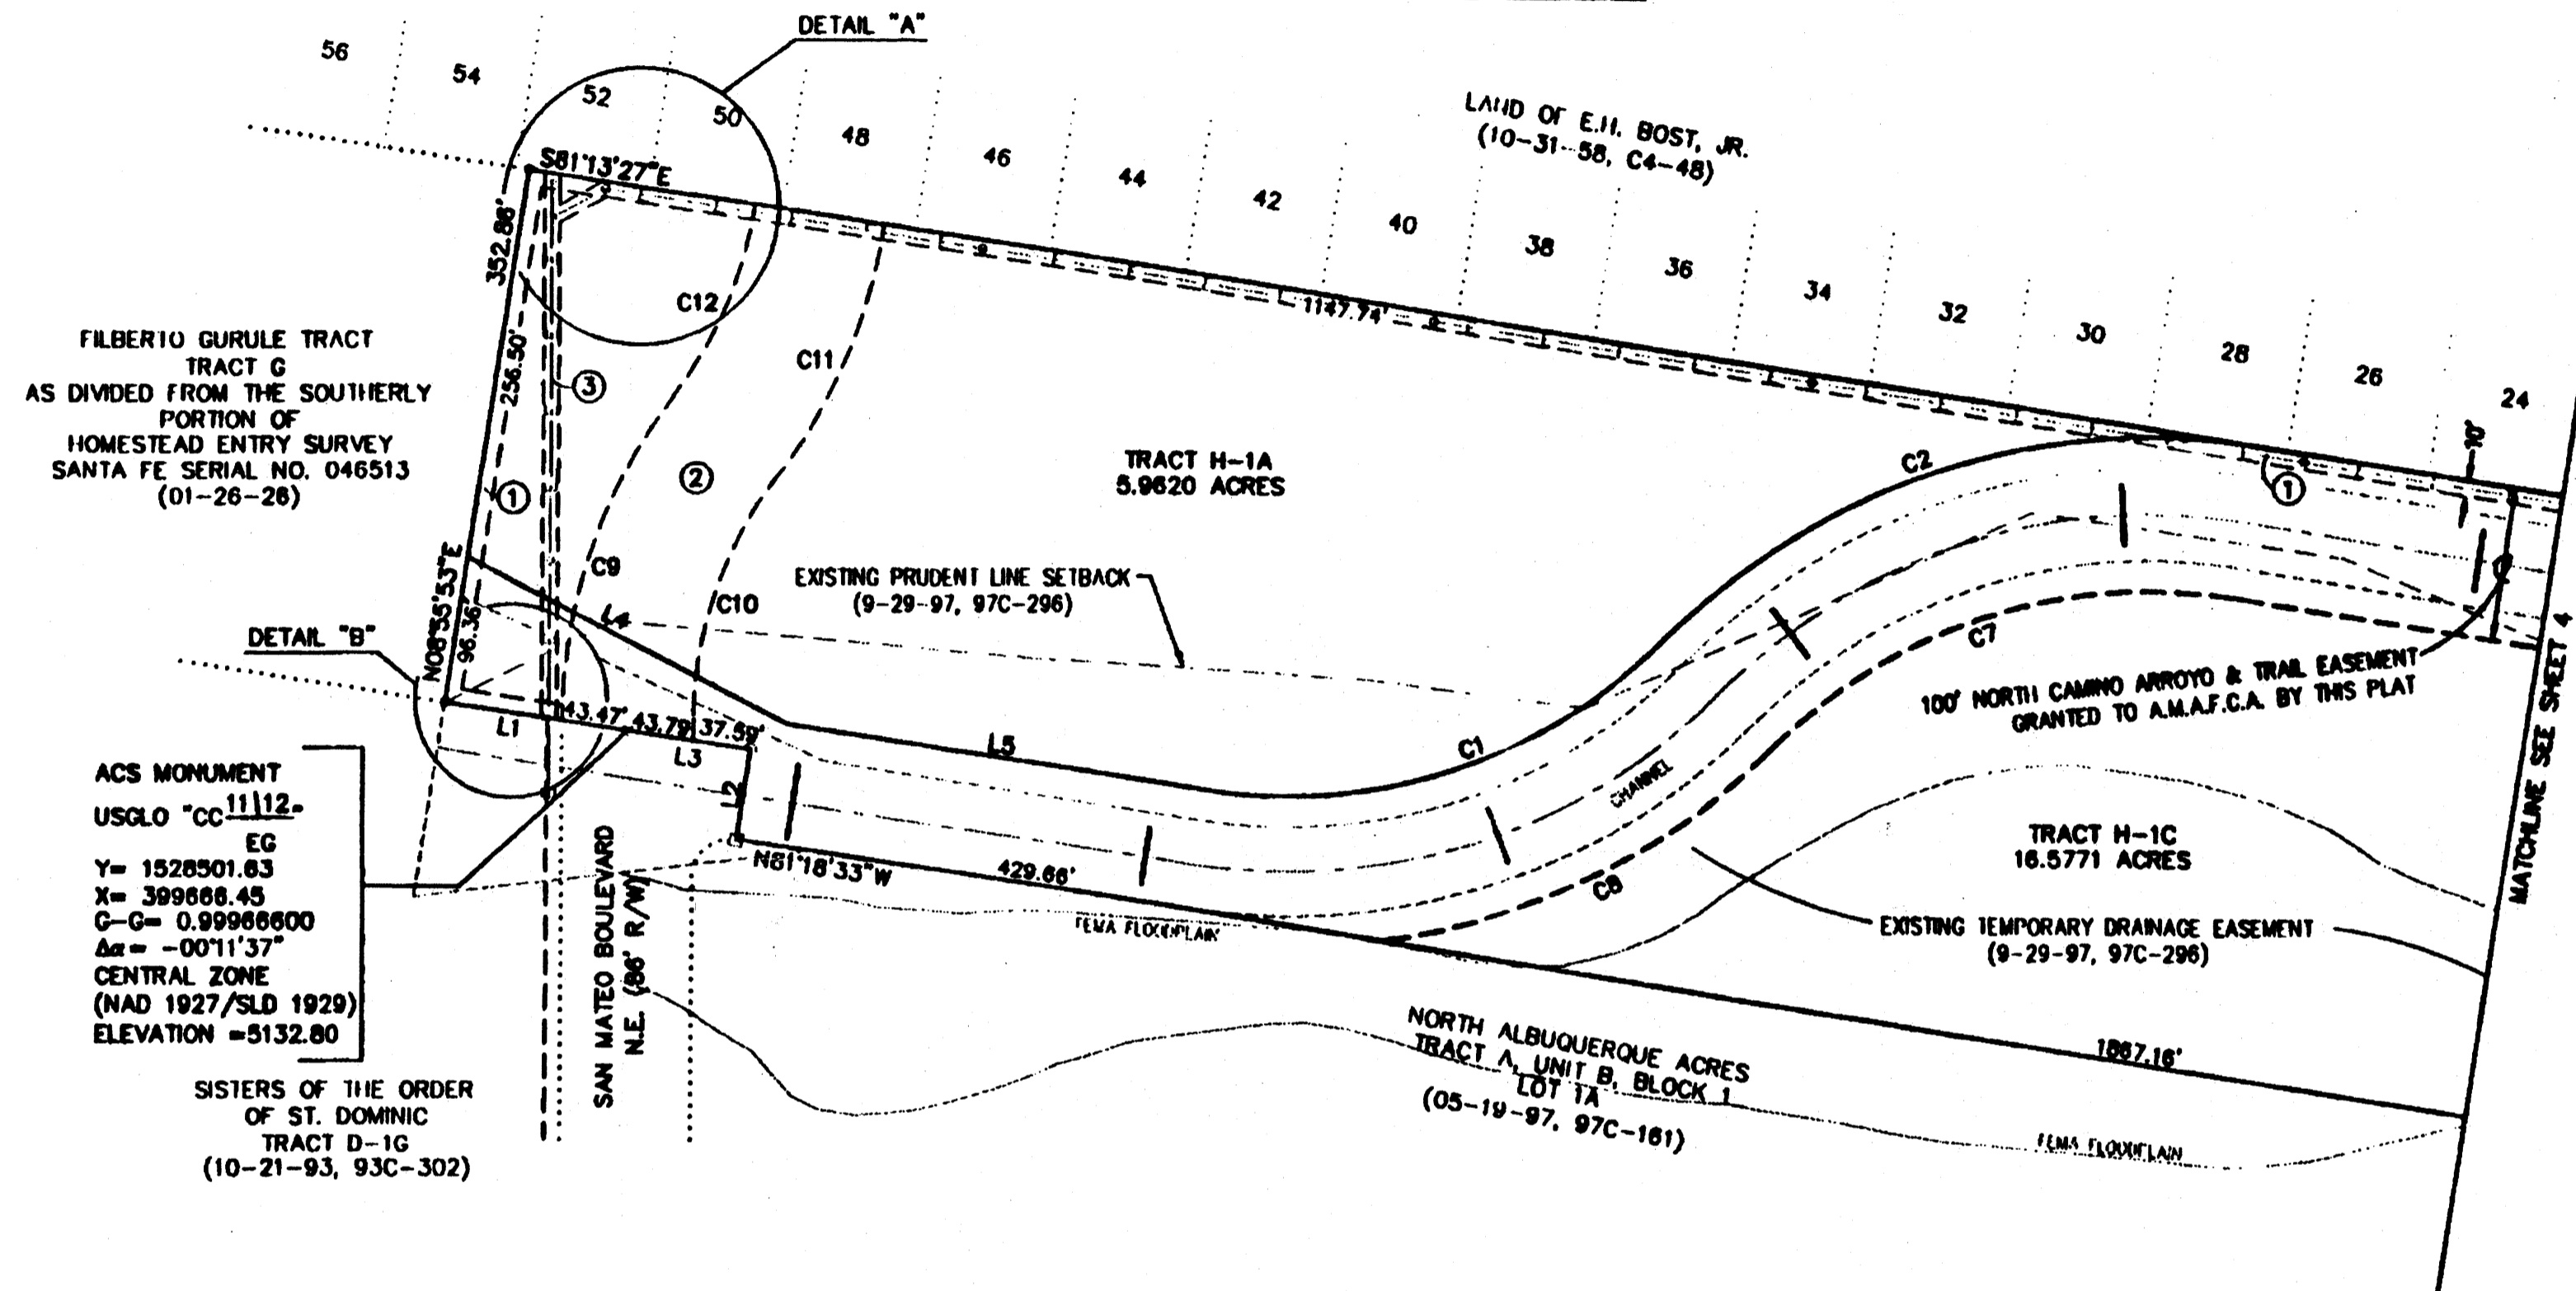 DETAIL "A"
56
54
52
50
48
46
44
42
40
38
36
34
32
30
28
26
24
LAND OF E.H. BOST, JR.
(10-31-58, C4-48)
S81°13'27"E
352.86'
256.50'
1147.74'
10'
C12
C11
C2
FILBERTO GURULE TRACT
TRACT G
AS DIVIDED FROM THE SOUTHERLY
PORTION OF
HOMESTEAD ENTRY SURVEY
SANTA FE SERIAL NO. 046513
(01-26-26)
3
2
1
1
TRACT H-1A
5.9620 ACRES
C9
C10
L4
EXISTING PRUDENT LINE SETBACK
(9-29-97, 97C-296)
N08°55'53"E
96.36'
DETAIL "B"
L1
43.47'
43.79'
37.59'
L3
L2
L5
C1
C7
C8
CHANNEL
100' NORTH CAMINO ARROYO & TRAIL EASEMENT
GRANTED TO A.M.A.F.C.A. BY THIS PLAT
MATCHLINE SEE SHEET 4
N81°18'33"W
429.66'
FEMA FLOODPLAIN
TRACT H-1C
16.5771 ACRES
EXISTING TEMPORARY DRAINAGE EASEMENT
(9-29-97, 97C-296)
ACS MONUMENT
USGLO "CC 11|12"
EG
Y= 1528501.63
X= 399666.45
G-G= 0.99966600
Δα= -00°11'37"
CENTRAL ZONE
(NAD 1927/SLD 1929)
ELEVATION =5132.80
SAN MATEO BOULEVARD
N.E. (86' R/W)
SISTERS OF THE ORDER
OF ST. DOMINIC
TRACT D-1G
(10-21-93, 93C-302)
NORTH ALBUQUERQUE ACRES
TRACT A, UNIT B, BLOCK 1
LOT 1A
(05-19-97, 97C-161)
1867.16'
FEMA FLOODPLAIN